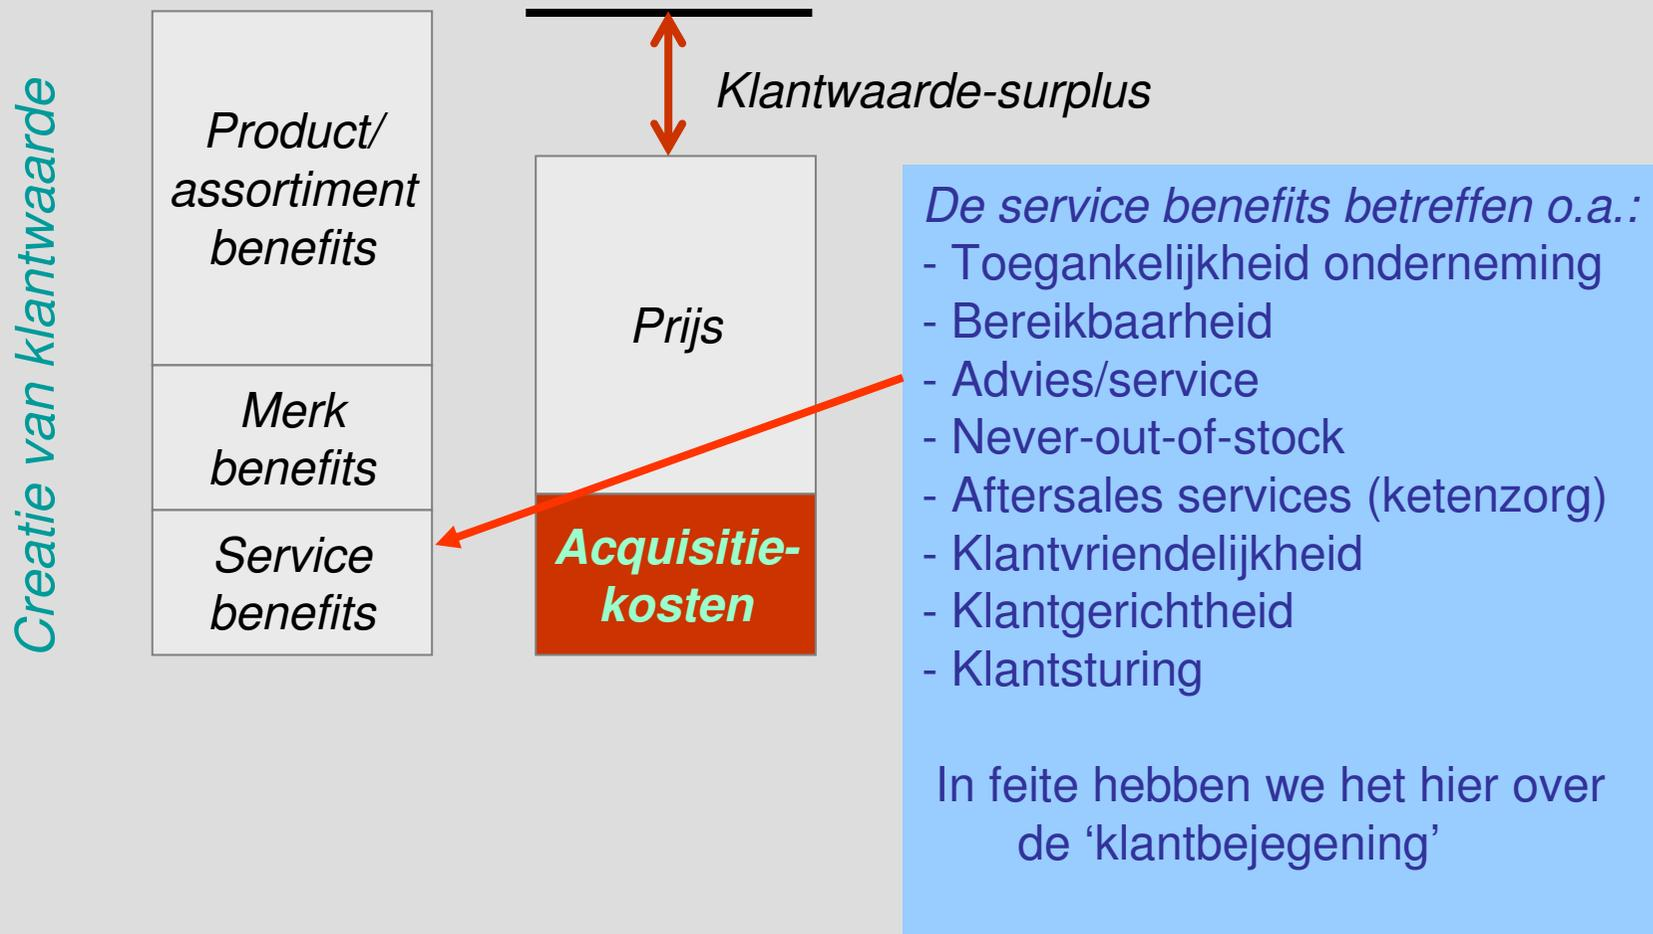 Creatie van klantwaarde
Product/
assortiment
benefits
Merk
benefits
Service
benefits
Klantwaarde-surplus
Prijs
Acquisitie-
kosten
De service benefits betreffen o.a.:
- Toegankelijkheid onderneming
- Bereikbaarheid
- Advies/service
- Never-out-of-stock
- Aftersales services (ketenzorg)
- Klantvriendelijkheid
- Klantgerichtheid
- Klantsturing
In feite hebben we het hier over
de ‘klantbejegening’